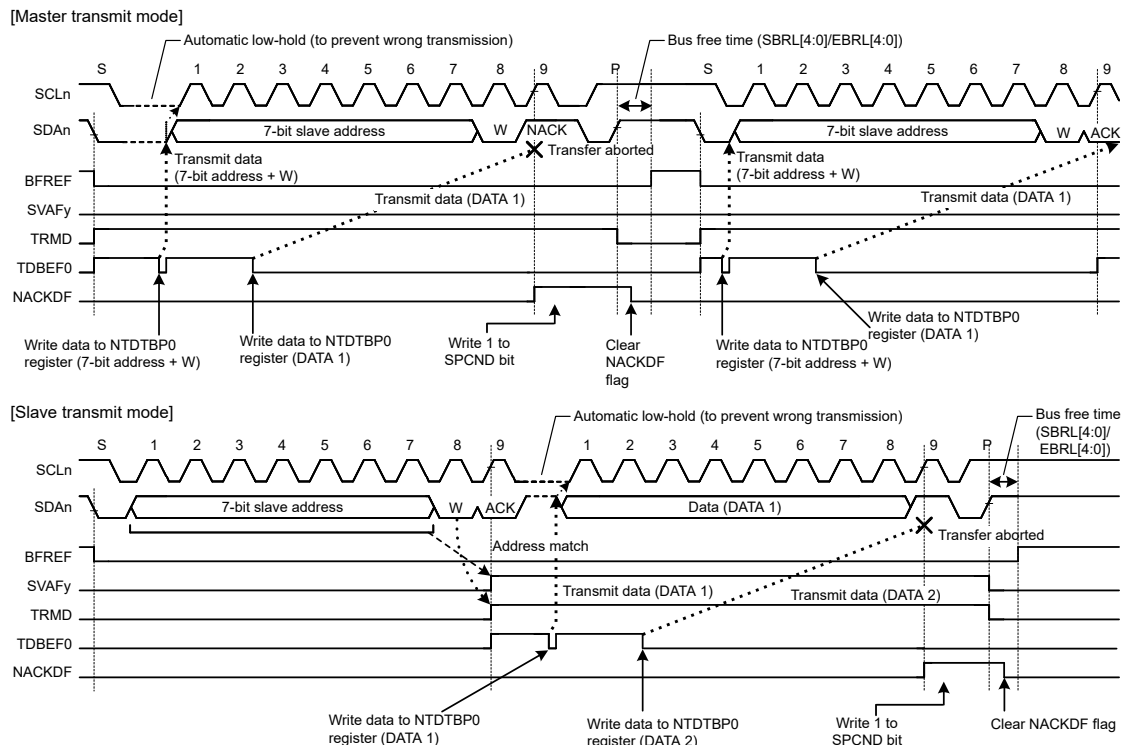 [Master transmit mode]
Automatic low-hold (to prevent wrong transmission)
Bus free time (SBRL[4:0]/EBRL[4:0])
S 1 2 3 4 5 6 7 8 9 P S 1 2 3 4 5 6 7 8 9
SCLn
SDAn 7-bit slave address W NACK 7-bit slave address W ACK
Transfer aborted
Transmit data
(7-bit address + W)
Transmit data
(7-bit address + W)
BFREF
Transmit data (DATA 1)
Transmit data (DATA 1)
SVAFy
TRMD
TDBEF0
NACKDF
Write data to NTDTBP0
register (7-bit address + W)
Write data to NTDTBP0
register (DATA 1)
Write 1 to
SPCND bit
Clear
NACKDF
flag
Write data to NTDTBP0
register (7-bit address + W)
Write data to NTDTBP0
register (DATA 1)
[Slave transmit mode]
Automatic low-hold (to prevent wrong transmission)
Bus free time
(SBRL[4:0]/
EBRL[4:0])
S 1 2 3 4 5 6 7 8 9 1 2 3 4 5 6 7 8 9 P
SCLn
SDAn 7-bit slave address W ACK Data (DATA 1)
Transfer aborted
Address match
BFREF
SVAFy
Transmit data (DATA 1)
Transmit data (DATA 2)
TRMD
TDBEF0
NACKDF
Write data to NTDTBP0
register (DATA 1)
Write data to NTDTBP0
register (DATA 2)
Write 1 to
SPCND bit
Clear NACKDF flag